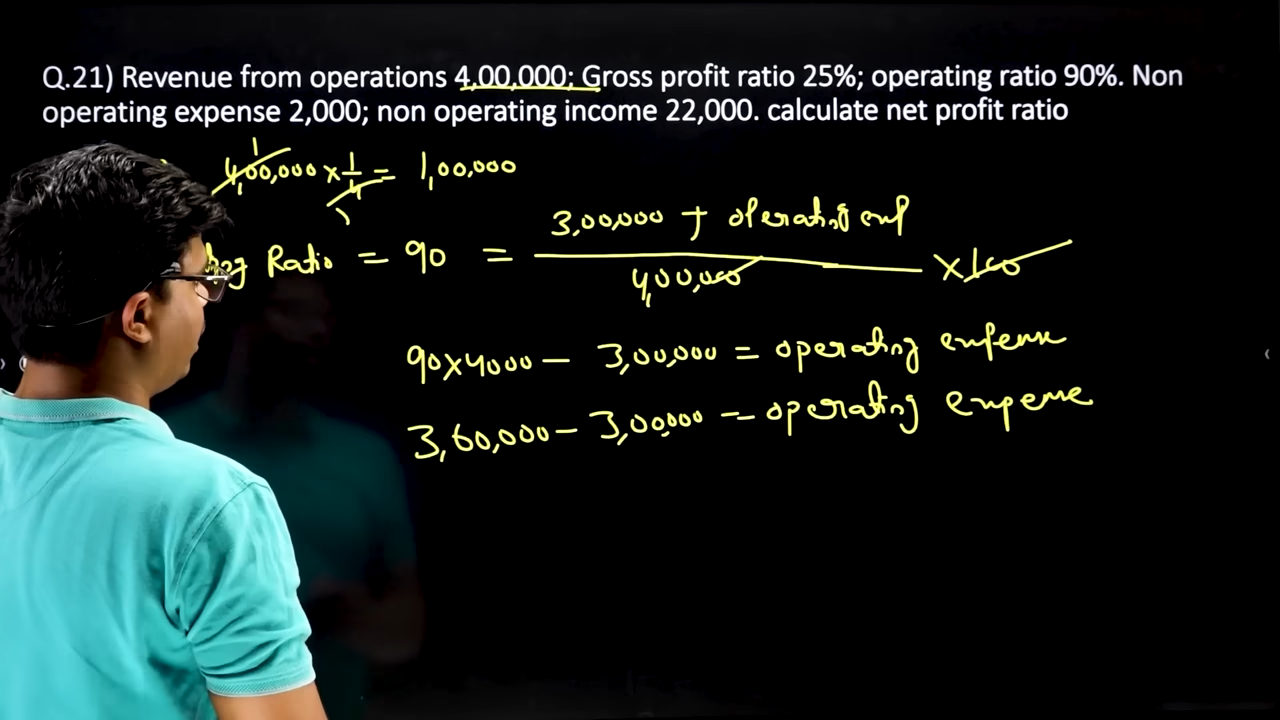 Q.21) Revenue from operations 4,00,000; Gross profit ratio 25%; operating ratio 90%. Non
operating expense 2,000; non operating income 22,000. calculate net profit ratio
1
4,00,000 x 1/4 = 1,00,000
Ratio = 90 = 3,00,000 + operating exp / 4,00,000 x 100
90x4000 - 3,00,000 = operating expense
3,60,000 - 3,00,000 = operating expense